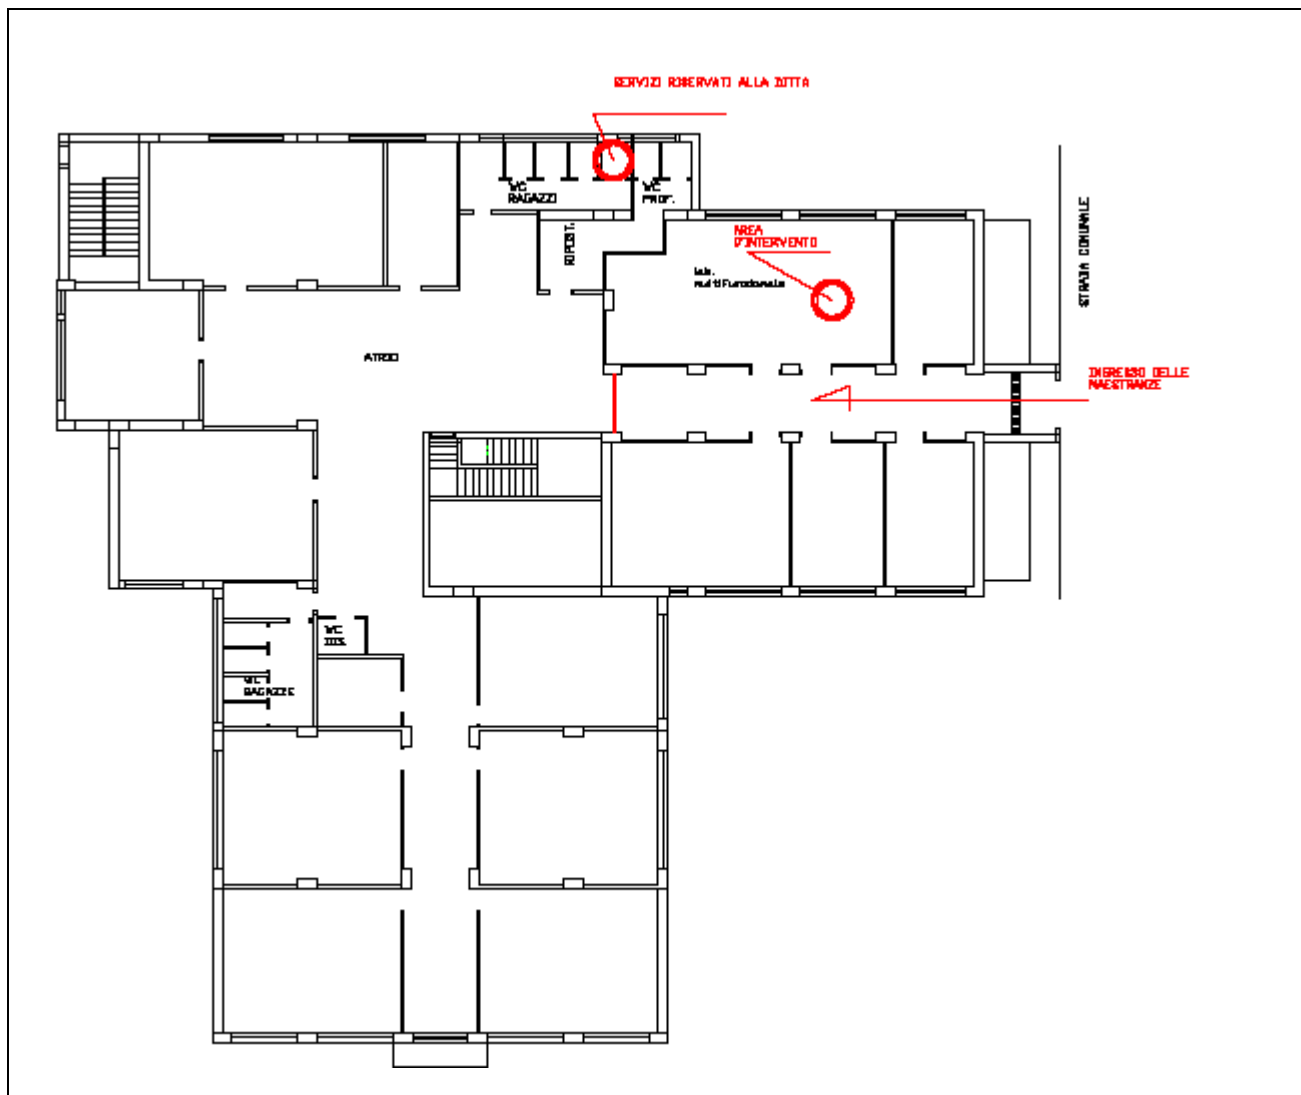 SERVIZI RISERVATI ALLA DITTA
WC
RAGAZZI
WC
PROF.
RIPOST.
AREA
D'INTERVENTO
lab.
multifunzionale
STRADA COMUNALE
ATRIO
INGRESSO DELLE
MAESTRANZE
WC
DIS.
WC
RAGAZZE